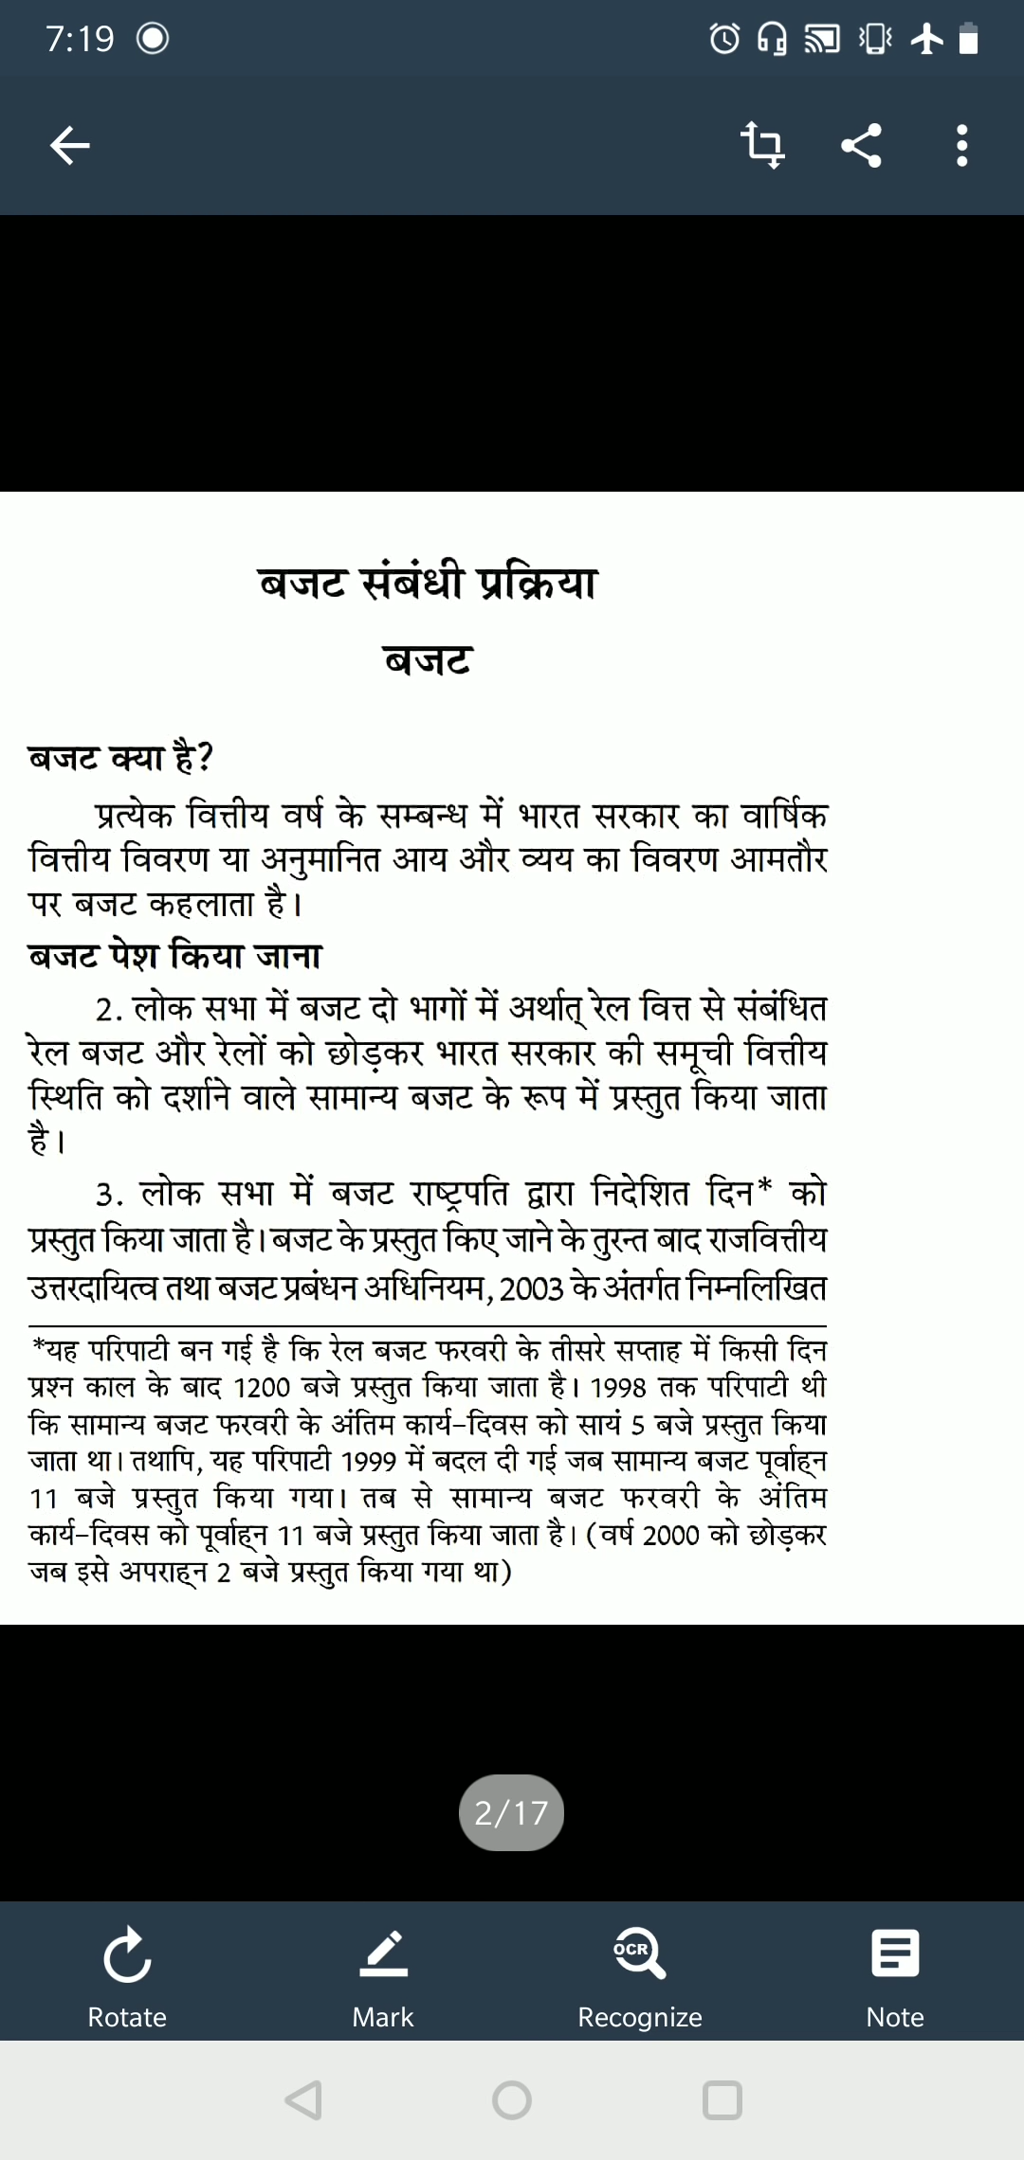 7:19
बजट संबंधी प्रक्रिया
बजट
बजट क्या है?
प्रत्येक वित्तीय वर्ष के सम्बन्ध में भारत सरकार का वार्षिक
वित्तीय विवरण या अनुमानित आय और व्यय का विवरण आमतौर
पर बजट कहलाता है।
बजट पेश किया जाना
2. लोक सभा में बजट दो भागों में अर्थात् रेल वित्त से संबंधित
रेल बजट और रेलों को छोड़कर भारत सरकार की समूची वित्तीय
स्थिति को दर्शाने वाले सामान्य बजट के रूप में प्रस्तुत किया जाता
है।
3. लोक सभा में बजट राष्ट्रपति द्वारा निदेशित दिन* को
प्रस्तुत किया जाता है। बजट के प्रस्तुत किए जाने के तुरन्त बाद राजवित्तीय
उत्तरदायित्व तथा बजट प्रबंधन अधिनियम, 2003 के अंतर्गत निम्नलिखित
*यह परिपाटी बन गई है कि रेल बजट फरवरी के तीसरे सप्ताह में किसी दिन
प्रश्न काल के बाद 1200 बजे प्रस्तुत किया जाता है। 1998 तक परिपाटी थी
कि सामान्य बजट फरवरी के अंतिम कार्य-दिवस को सायं 5 बजे प्रस्तुत किया
जाता था। तथापि, यह परिपाटी 1999 में बदल दी गई जब सामान्य बजट पूर्वाह्न
11 बजे प्रस्तुत किया गया। तब से सामान्य बजट फरवरी के अंतिम
कार्य-दिवस को पूर्वाह्न 11 बजे प्रस्तुत किया जाता है। (वर्ष 2000 को छोड़कर
जब इसे अपराह्न 2 बजे प्रस्तुत किया गया था)
2/17
OCR
Rotate Mark Recognize Note